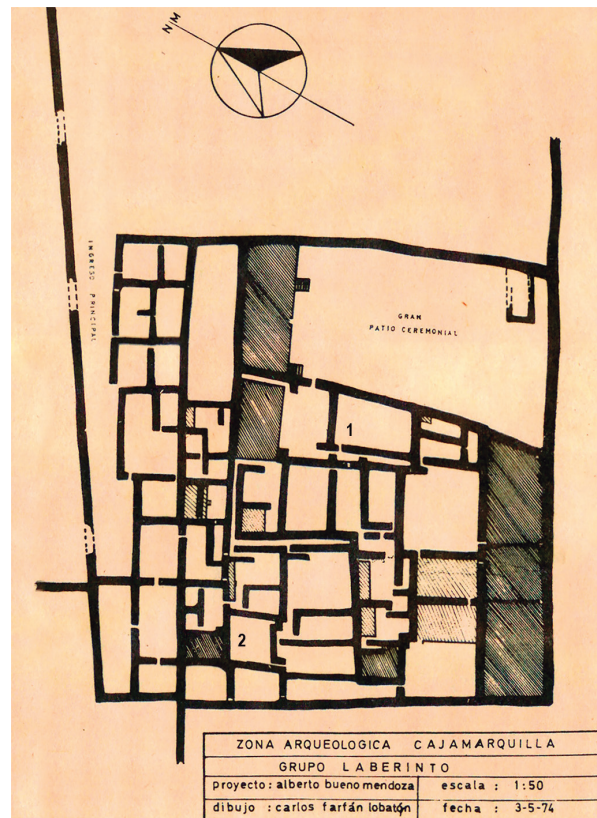 N/M
INGRESO PRINCIPAL
GRAN
PATIO CEREMONIAL
1
2
ZONA ARQUEOLOGICA CAJAMARQUILLA
GRUPO LABERINTO
proyecto : alberto bueno mendoza escala : 1:50
dibujo : carlos farfán lobatón fecha : 3-5-74